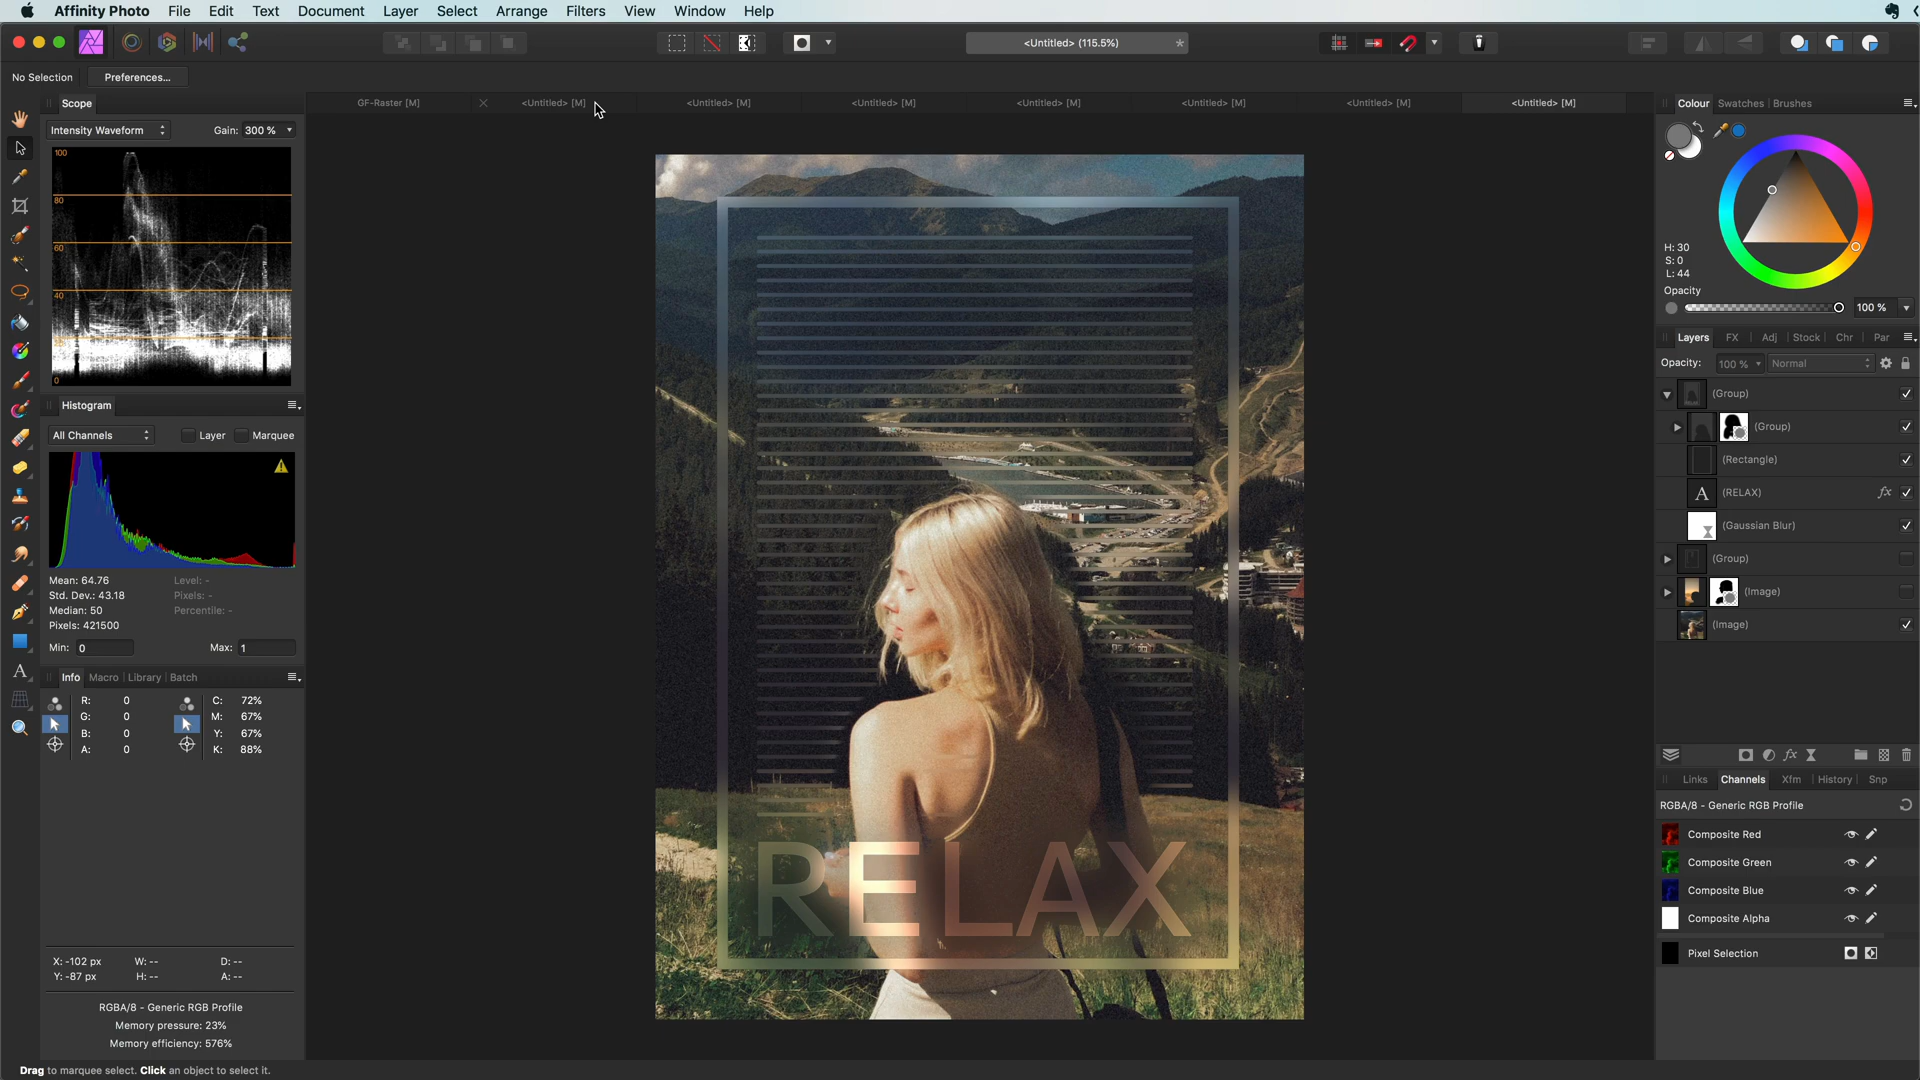 Affinity Photo File Edit Text Document Layer Select Arrange Filters View Window Help
<Untitled> (115.5%)
No Selection Preferences...
Scope
GF-Raster [M] <Untitled> [M] <Untitled> [M] <Untitled> [M] <Untitled> [M] <Untitled> [M] <Untitled> [M] <Untitled> [M]
Colour Swatches Brushes
Intensity Waveform Gain: 300 %
100
80
60
40
0
H: 30
S: 0
L: 44
Opacity
100 %
Layers FX Adj Stock Chr Par
Opacity: 100 % Normal
(Group)
(Group)
(Rectangle)
(RELAX)
fx
(Gaussian Blur)
(Group)
(Image)
(Image)
Histogram
All Channels Layer Marquee
Mean: 64.76 Level: -
Std. Dev.: 43.18 Pixels: -
Median: 50 Percentile: -
Pixels: 421500
Min: 0 Max: 1
Info Macro Library Batch
R: 0 C: 72%
G: 0 M: 67%
B: 0 Y: 67%
A: 0 K: 88%
fx
Links Channels Xfm History Snp
RGBA/8 - Generic RGB Profile
Composite Red
Composite Green
Composite Blue
Composite Alpha
Pixel Selection
RELAX
X: -102 px W: -- D: --
Y: -87 px H: -- A: --
RGBA/8 - Generic RGB Profile
Memory pressure: 23%
Memory efficiency: 576%
Drag to marquee select. Click an object to select it.